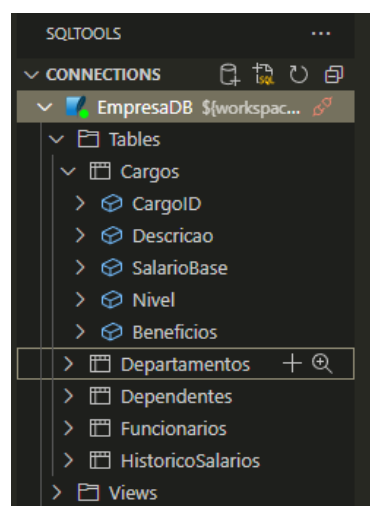 SQLTOOLS
CONNECTIONS
EmpresaDB ${workspac...
Tables
Cargos
CargoID
Descricao
SalarioBase
Nivel
Beneficios
Departamentos
Dependentes
Funcionarios
HistoricoSalarios
Views